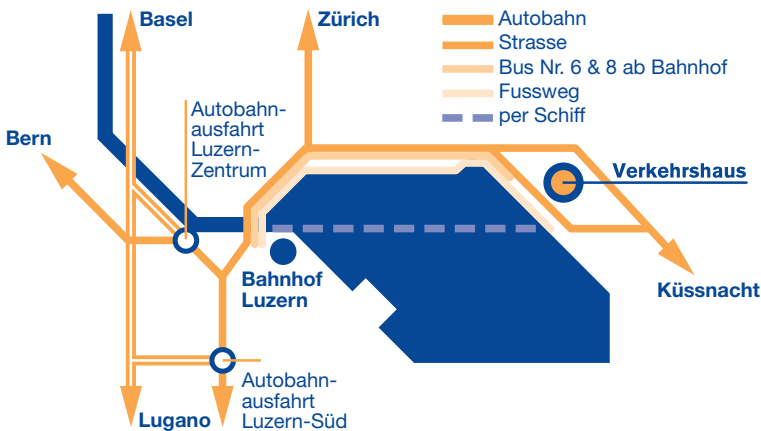 Basel
Zürich
Autobahn
Strasse
Bus Nr. 6 & 8 ab Bahnhof
Fussweg
per Schiff
Autobahn-
ausfahrt
Luzern-
Zentrum
Bern
Verkehrshaus
Bahnhof
Luzern
Küssnacht
Autobahn-
ausfahrt
Luzern-Süd
Lugano